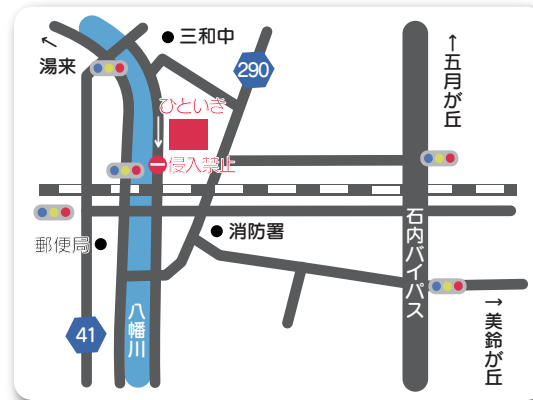 三和中
湯来
290
↑五月が丘
ひといき
侵入禁止
消防署
郵便局
石内バイパス
八幡川
41
→美鈴が丘